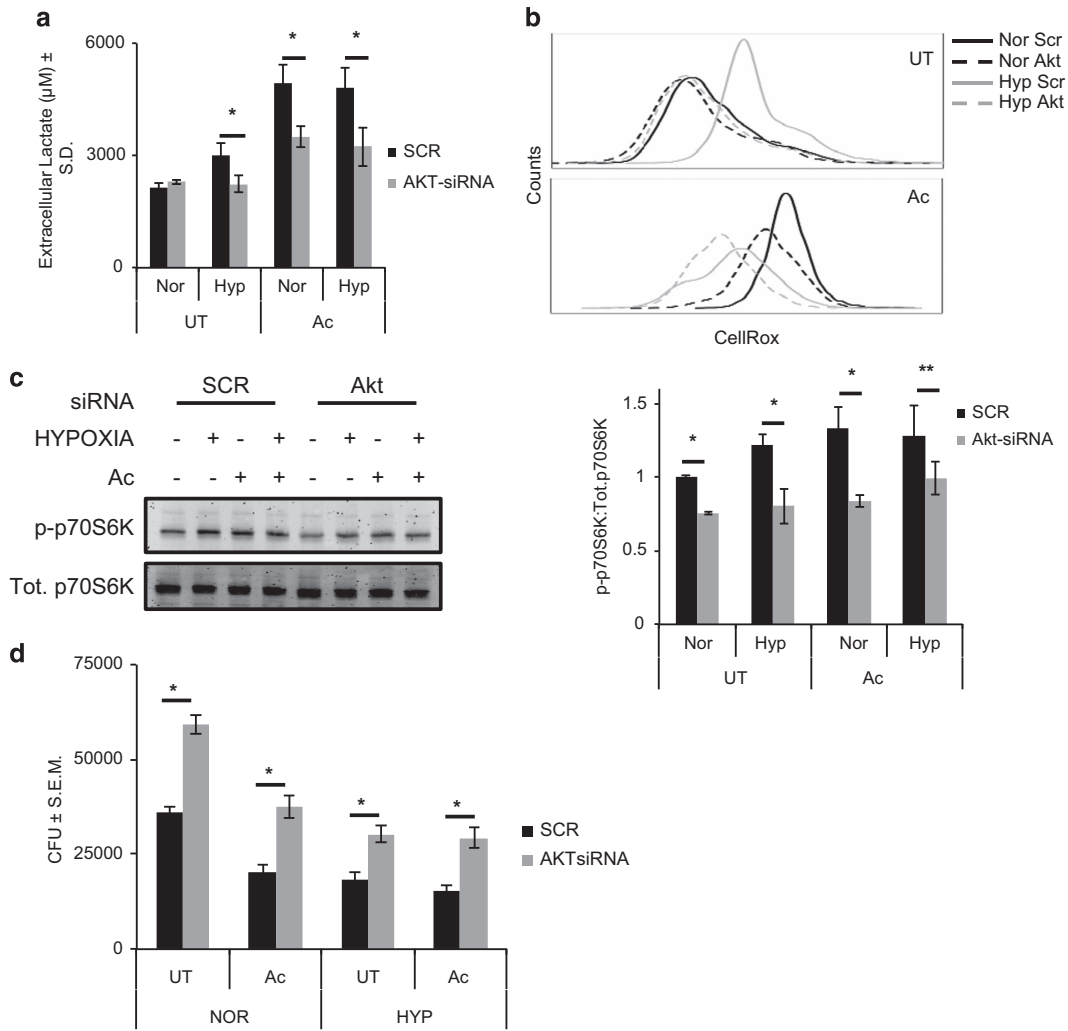 a
6000
3000
0
Extracellular Lactate (µM) ±
S.D.
*
*
*
SCR
AKT-siRNA
Nor Hyp Nor Hyp
UT Ac
b
UT
Ac
Counts
CellRox
Nor Scr
Nor Akt
Hyp Scr
Hyp Akt
c
siRNA SCR Akt
HYPOXIA - + - + - + - +
Ac - - + + - - + +
p-p70S6K
Tot. p70S6K
1.5
1
0.5
0
p-p70S6K:Tot.p70S6K
*
*
*
**
SCR
Akt-siRNA
Nor Hyp Nor Hyp
UT Ac
d
75000
50000
25000
0
CFU ± S.E.M.
*
*
*
*
SCR
AKTsiRNA
UT Ac UT Ac
NOR HYP